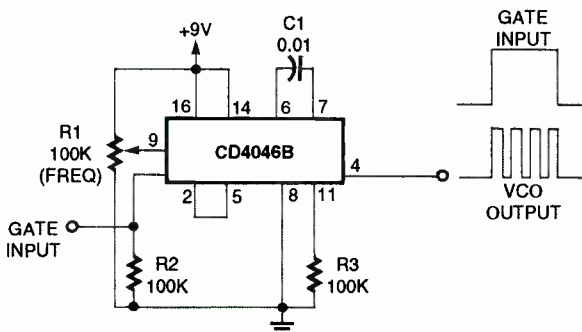 +9V
C1
0.01
GATE
INPUT
16
14
6
7
R1
100K
(FREQ)
9
CD4046B
4
2
5
8
11
GATE
INPUT
R2
100K
R3
100K
VCO
OUTPUT